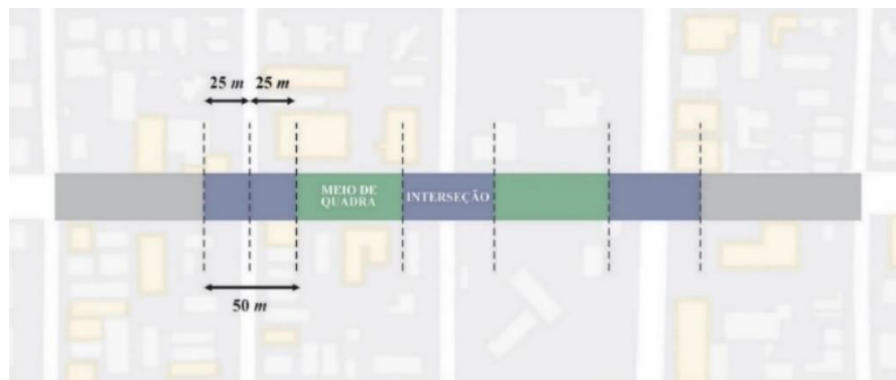 25 m 25 m
MEIO DE
QUADRA
INTERSEÇÃO
50 m